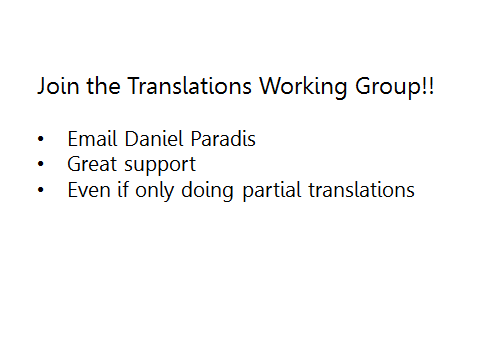 Join the Translations Working Group!!
• Email Daniel Paradis
• Great support
• Even if only doing partial translations